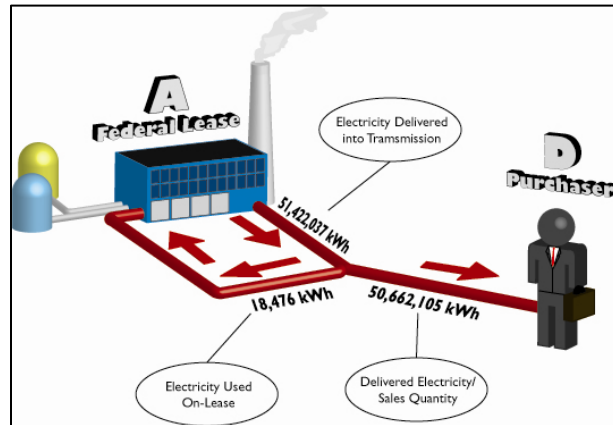 A
Federal Lease
Electricity Delivered
into Transmission
D
Purchaser
51,422,037 kWh
18,476 kWh
50,662,105 kWh
Electricity Used
On-Lease
Delivered Electricity/
Sales Quantity